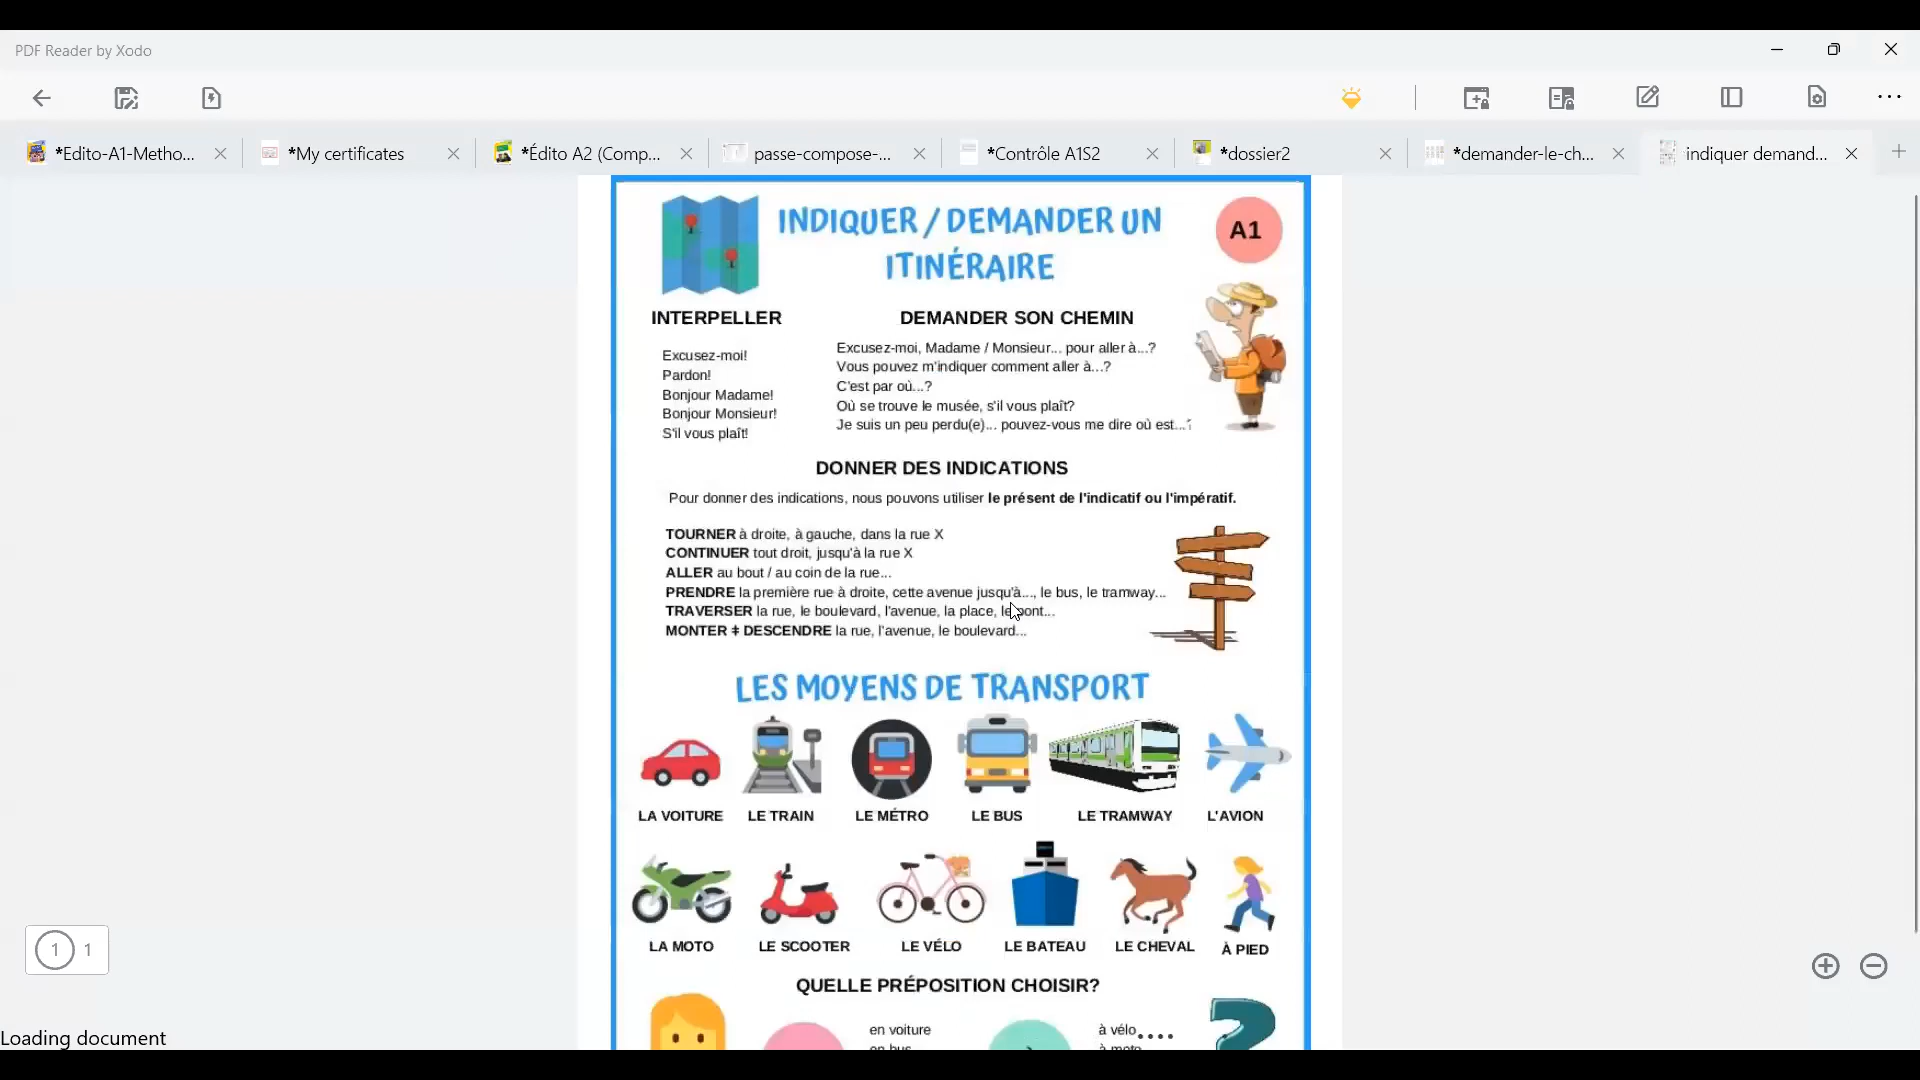 PDF Reader by Xodo
*Edito-A1-Metho...
*My certificates
*Édito A2 (Comp...
passe-compose-...
*Contrôle A1S2
*dossier2
*demander-le-ch...
indiquer demand...
INDIQUER / DEMANDER UN
ITINÉRAIRE
A1
INTERPELLER
Excusez-moi!
Pardon!
Bonjour Madame!
Bonjour Monsieur!
S'il vous plaît!
DEMANDER SON CHEMIN
Excusez-moi, Madame / Monsieur... pour aller à...?
Vous pouvez m'indiquer comment aller à...?
C'est par où...?
Où se trouve le musée, s'il vous plaît?
Je suis un peu perdu(e)... pouvez-vous me dire où est...?
DONNER DES INDICATIONS
Pour donner des indications, nous pouvons utiliser le présent de l'indicatif ou l'impératif.
TOURNER à droite, à gauche, dans la rue X
CONTINUER tout droit, jusqu'à la rue X
ALLER au bout / au coin de la rue...
PRENDRE la première rue à droite, cette avenue jusqu'à..., le bus, le tramway...
TRAVERSER la rue, le boulevard, l'avenue, la place, le pont...
MONTER ǂ DESCENDRE la rue, l'avenue, le boulevard...
LES MOYENS DE TRANSPORT
LA VOITURE LE TRAIN LE MÉTRO LE BUS LE TRAMWAY L'AVION
LA MOTO LE SCOOTER LE VÉLO LE BATEAU LE CHEVAL À PIED
QUELLE PRÉPOSITION CHOISIR?
en voiture
en bus
à vélo
à moto
1 1
Loading document